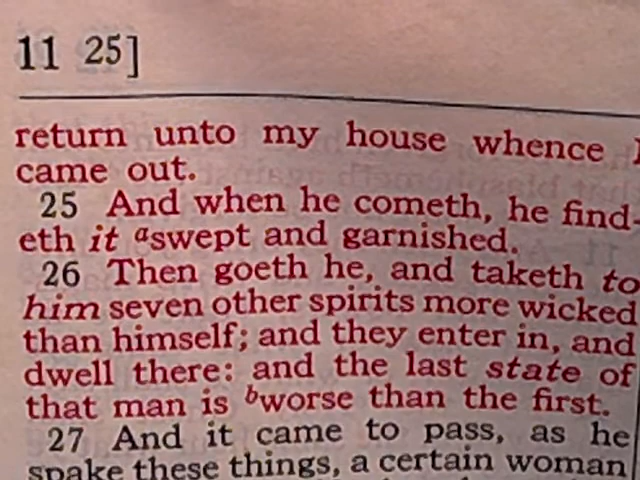 11 25]
return unto my house whence I
came out.
25 And when he cometh, he find-
eth it aswept and garnished.
26 Then goeth he, and taketh to
him seven other spirits more wicked
than himself; and they enter in, and
dwell there: and the last state of
that man is bworse than the first.
27 And it came to pass, as he
spake these things, a certain woman